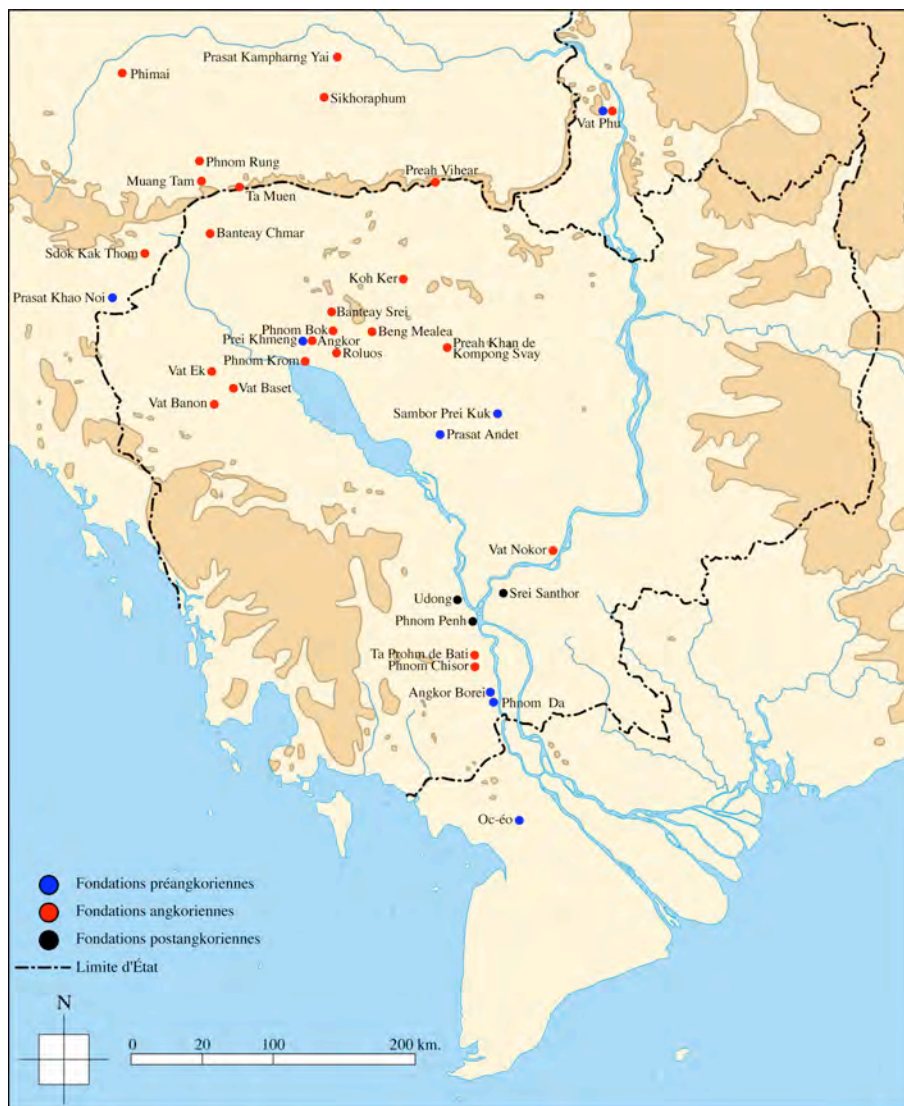 Prasat Kampharng Yai
Phimai
Sikhoraphum
Vat Phu
Phnom Rung
Preah Vihear
Muang Tam
Ta Muen
Banteay Chmar
Sdok Kak Thom
Koh Ker
Prasat Khao Noi
Banteay Srei
Phnom Bok
Beng Mealea
Prei Khmeng
Angkor
Preah Khan de
Kompong Svay
Roluos
Phnom Krom
Vat Ek
Vat Baset
Vat Banon
Sambor Prei Kuk
Prasat Andet
Vat Nokor
Udong
Srei Santhor
Phnom Penh
Ta Prohm de Bati
Phnom Chisor
Angkor Borei
Phnom Da
Oc-éo
Fondations préangkoriennes
Fondations angkoriennes
Fondations postangkoriennes
Limite d'État
N
0 20 100 200 km.